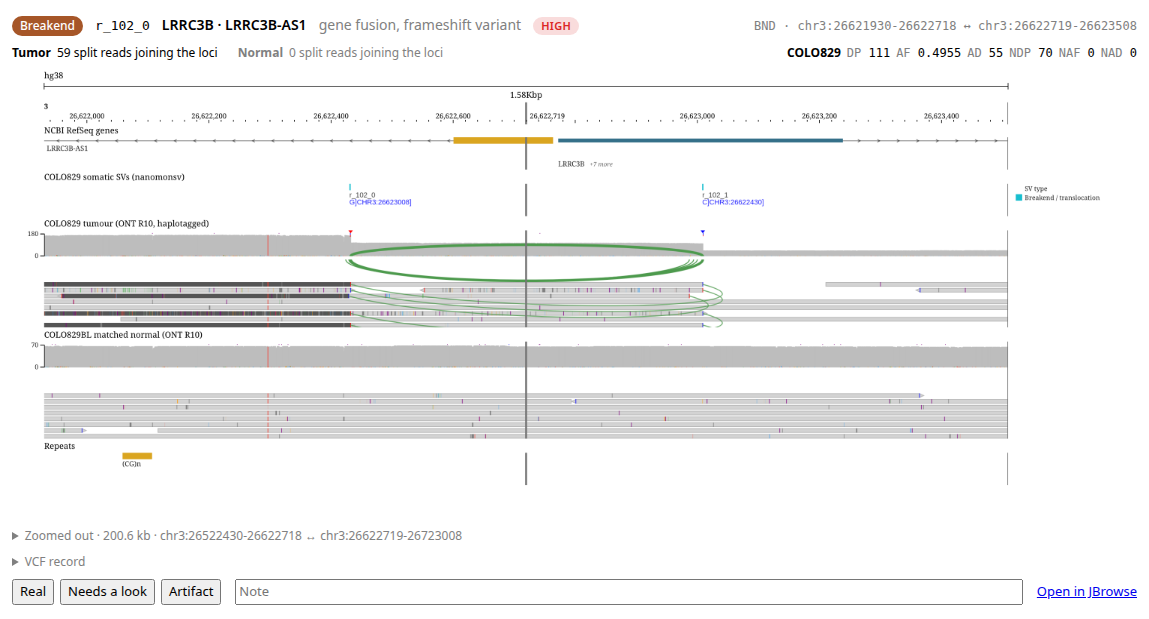 Breakend r_102_0 LRRC3B · LRRC3B-AS1 gene fusion, frameshift variant HIGH BND · chr3:26621930-26622718 ↔ chr3:26622719-26623508
Tumor 59 split reads joining the loci Normal 0 split reads joining the loci COLO829 DP 111 AF 0.4955 AD 55 NDP 70 NAF 0 NAD 0
hg38
1.58Kbp
3
26,622,000 26,622,200 26,622,400 26,622,600 26,622,719 26,623,000 26,623,200 26,623,400
NCBI RefSeq genes
LRRC3B-AS1
LRRC3B +7 more
COLO829 somatic SVs (nanomonsv)
r_102_0 r_102_1
G]CHR3:26623008] C]CHR3:26622430]
SV type
Breakend / translocation
COLO829 tumour (ONT R10, haplotagged)
180
0
COLO829BL matched normal (ONT R10)
70
0
Repeats
(CG)n
▶ Zoomed out · 200.6 kb · chr3:26522430-26622718 ↔ chr3:26622719-26723008
▶ VCF record
Real Needs a look Artifact Note Open in JBrowse